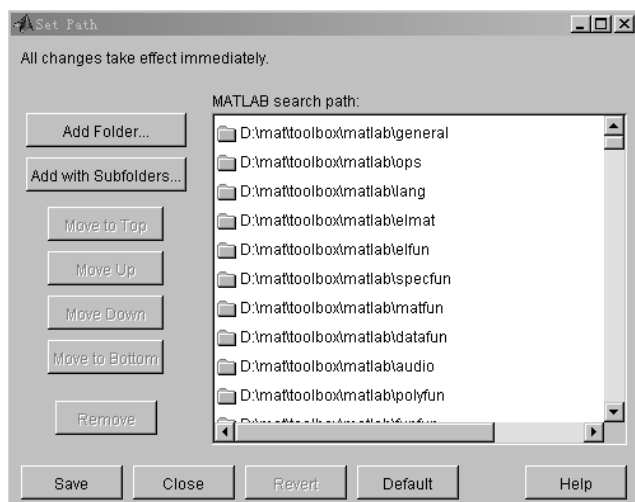 Set Path
All changes take effect immediately.
MATLAB search path:
Add Folder...
Add with Subfolders...
Move to Top
Move Up
Move Down
Move to Bottom
Remove
D:\mat\toolbox\matlab\general
D:\mat\toolbox\matlab\ops
D:\mat\toolbox\matlab\lang
D:\mat\toolbox\matlab\elmat
D:\mat\toolbox\matlab\elfun
D:\mat\toolbox\matlab\specfun
D:\mat\toolbox\matlab\matfun
D:\mat\toolbox\matlab\datafun
D:\mat\toolbox\matlab\audio
D:\mat\toolbox\matlab\polyfun
Save
Close
Revert
Default
Help